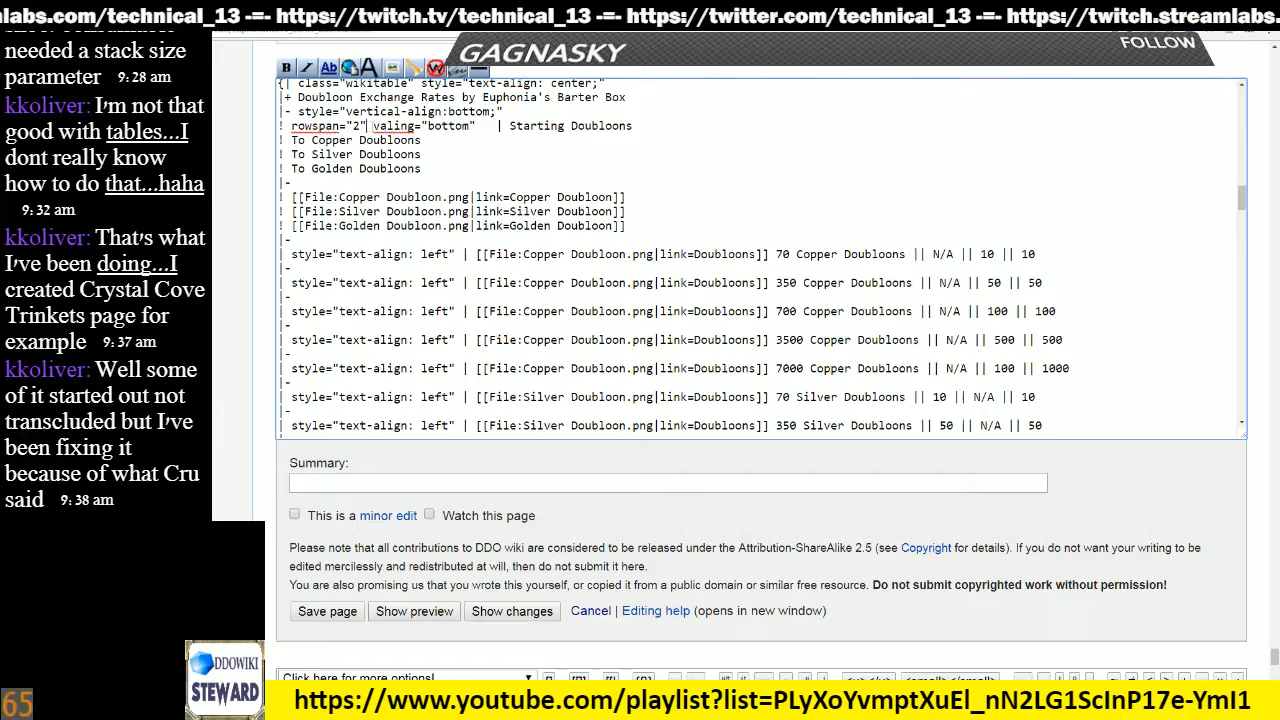 labs.com/technical_13 -=- https://twitch.tv/technical_13 -=- https://twitter.com/technical_13 -=- https://twitch.streamlabs.
needed a stack size
parameter 9:28 am
kkoliver: I'm not that
good with tables...I
dont really know
how to do that...haha
9:32 am
kkoliver: That's what
I've been doing...I
created Crystal Cove
Trinkets page for
example 9:37 am
kkoliver: Well some
of it started out not
transcluded but I've
been fixing it
because of what Cru
said 9:38 am
GAGNASKY
FOLLOW
B I Ab A W
{| class="wikitable" style="text-align: center;"
|+ Doubloon Exchange Rates by Euphonia's Barter Box
|- style="vertical-align:bottom;"
! rowspan="2" valing="bottom" | Starting Doubloons
! To Copper Doubloons
! To Silver Doubloons
! To Golden Doubloons
|-
! [[File:Copper Doubloon.png|link=Copper Doubloon]]
! [[File:Silver Doubloon.png|link=Silver Doubloon]]
! [[File:Golden Doubloon.png|link=Golden Doubloon]]
|-
| style="text-align: left" | [[File:Copper Doubloon.png|link=Doubloons]] 70 Copper Doubloons || N/A || 10 || 10
|-
| style="text-align: left" | [[File:Copper Doubloon.png|link=Doubloons]] 350 Copper Doubloons || N/A || 50 || 50
|-
| style="text-align: left" | [[File:Copper Doubloon.png|link=Doubloons]] 700 Copper Doubloons || N/A || 100 || 100
|-
| style="text-align: left" | [[File:Copper Doubloon.png|link=Doubloons]] 3500 Copper Doubloons || N/A || 500 || 500
|-
| style="text-align: left" | [[File:Copper Doubloon.png|link=Doubloons]] 7000 Copper Doubloons || N/A || 100 || 1000
|-
| style="text-align: left" | [[File:Silver Doubloon.png|link=Doubloons]] 70 Silver Doubloons || 10 || N/A || 10
|-
| style="text-align: left" | [[File:Silver Doubloon.png|link=Doubloons]] 350 Silver Doubloons || 50 || N/A || 50
Summary:
This is a minor edit Watch this page
Please note that all contributions to DDO wiki are considered to be released under the Attribution-ShareAlike 2.5 (see Copyright for details). If you do not want your writing to be
edited mercilessly and redistributed at will, then do not submit it here.
You are also promising us that you wrote this yourself, or copied it from a public domain or similar free resource. Do not submit copyrighted work without permission!
Save page Show preview Show changes Cancel | Editing help (opens in new window)
Click here for more options!
DDOWIKI
STEWARD
65
https://www.youtube.com/playlist?list=PLyXoYvmptXuEl_nN2LG1ScInP17e-YmI1